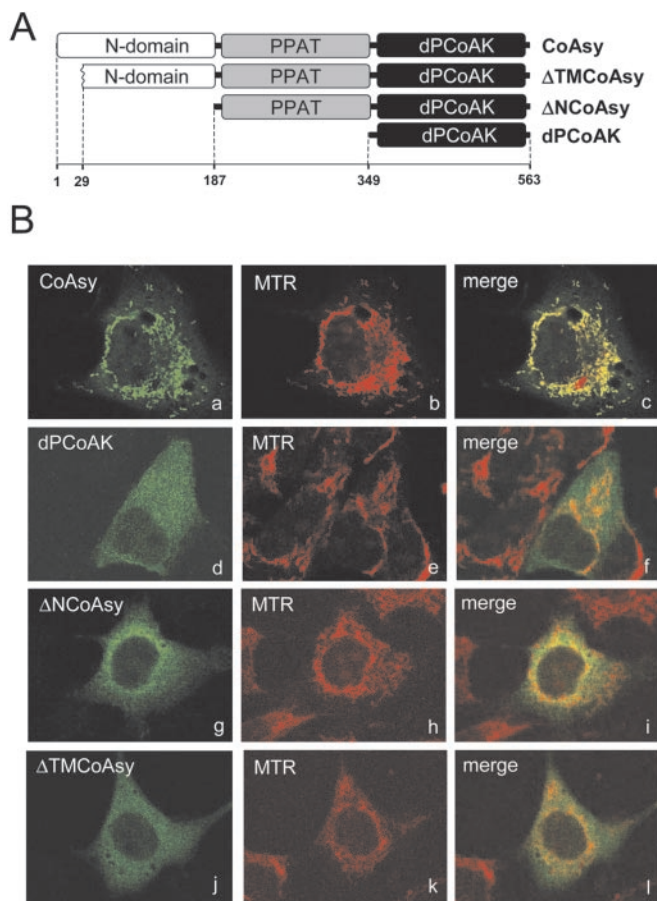 A
N-domain PPAT dPCoAK CoAsy
N-domain PPAT dPCoAK ΔTMCoAsy
PPAT dPCoAK ΔNCoAsy
dPCoAK dPCoAK
1 29 187 349 563
B
CoAsy MTR merge
a b c
dPCoAK MTR merge
d e f
ΔNCoAsy MTR merge
g h i
ΔTMCoAsy MTR merge
j k l